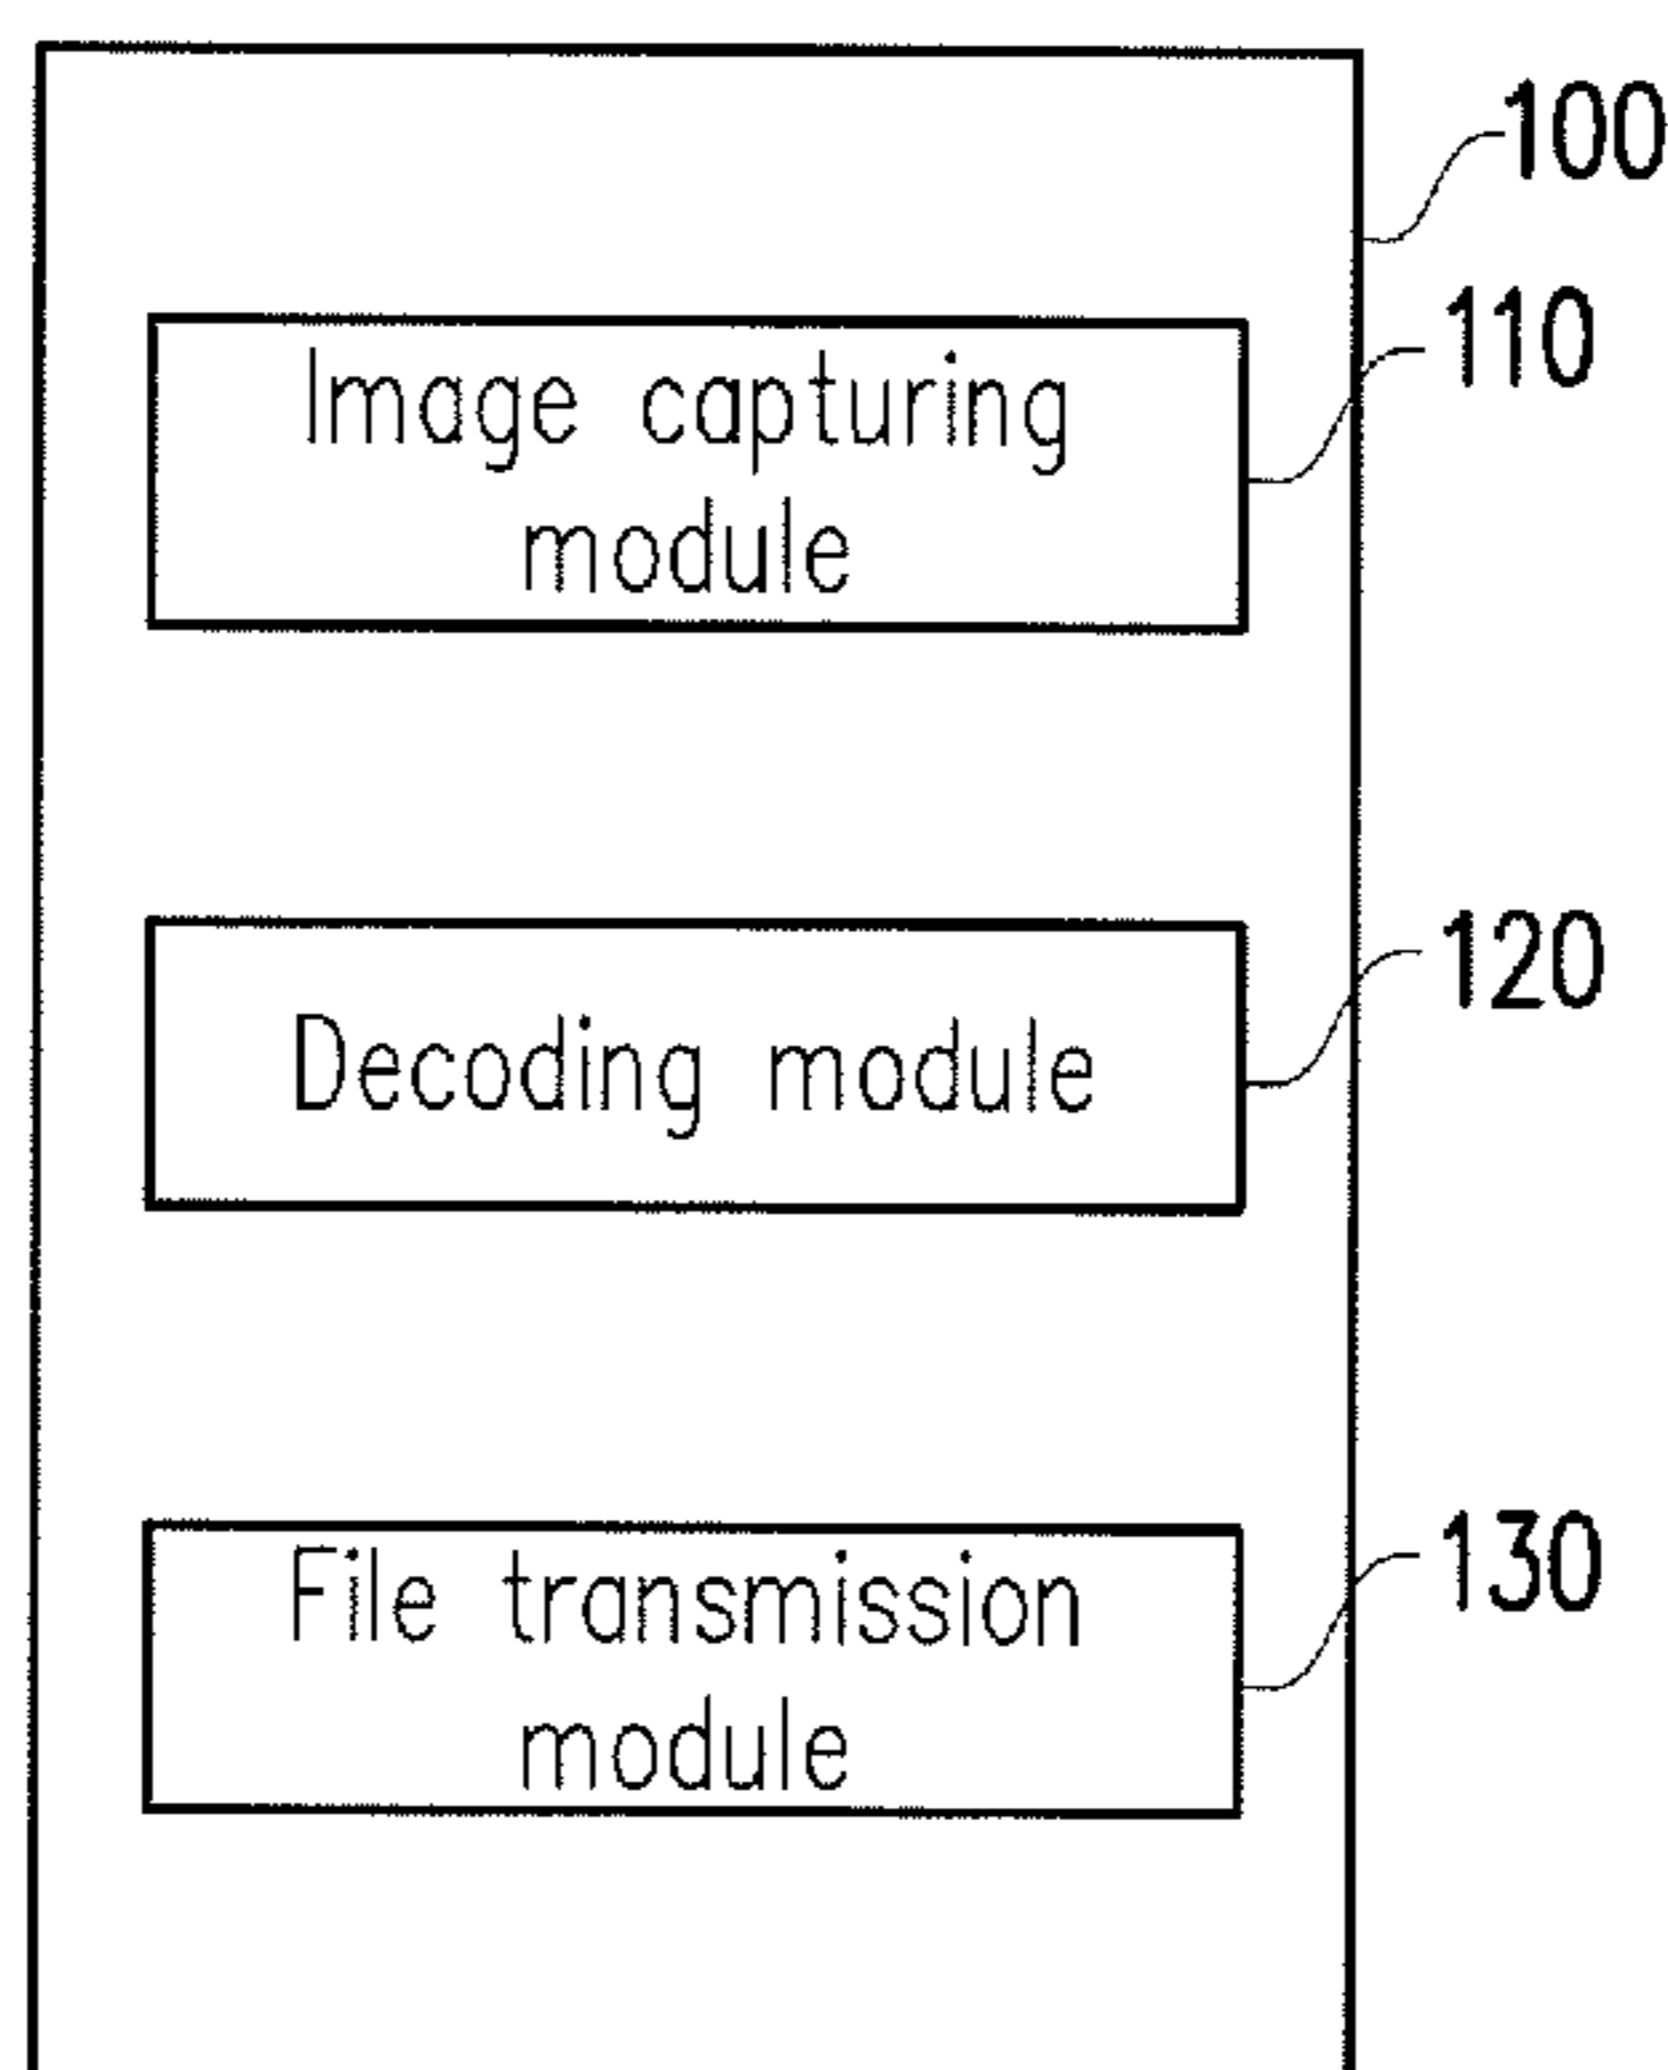 100
110
Image capturing
module
120
Decoding module
130
File transmission
module